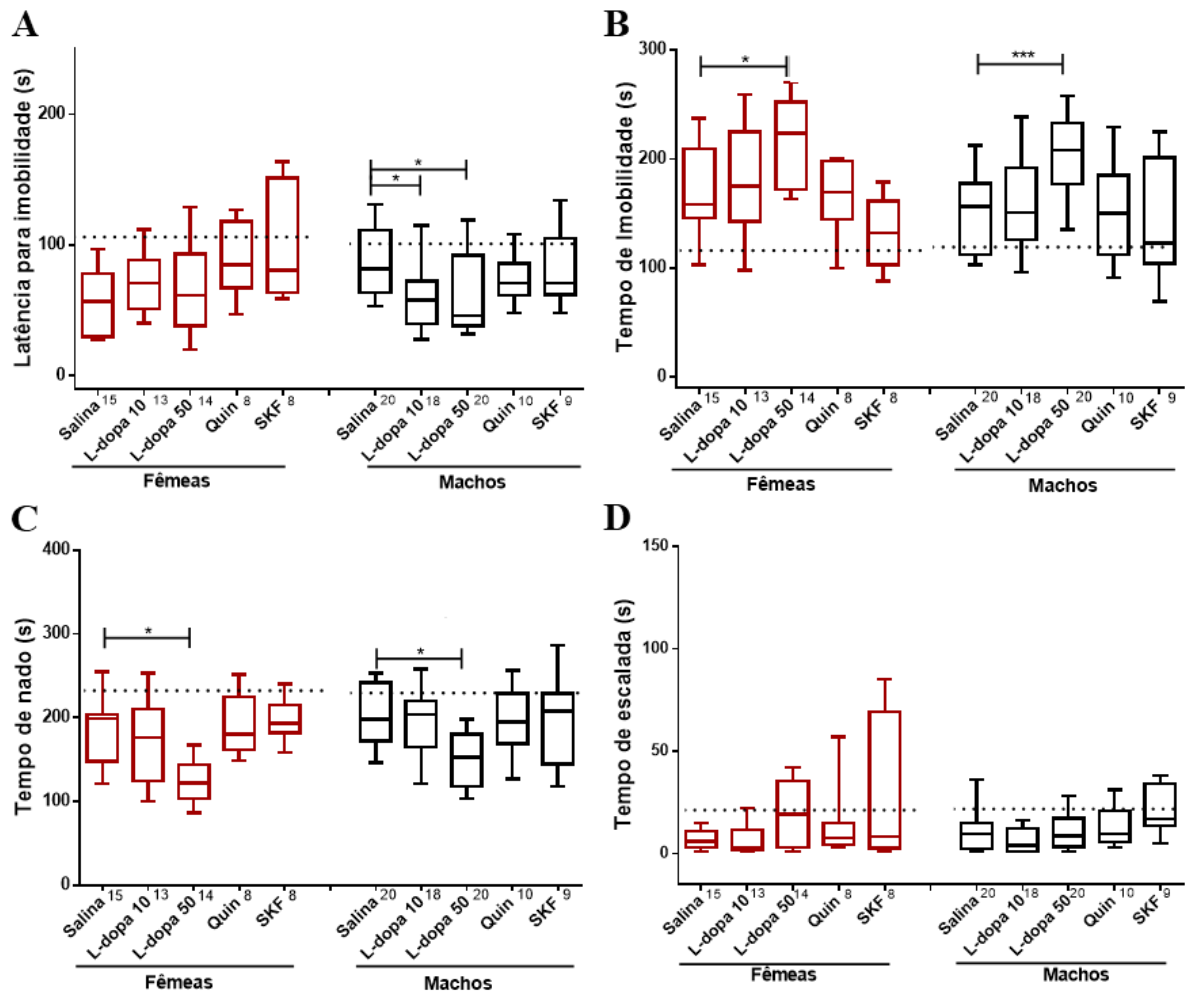 A
Latência para imobilidade (s)
200
100
0
*
*
Salina 15
L-dopa 10 13
L-dopa 50 14
Quin 8
SKF 8
Salina 20
L-dopa 10 18
L-dopa 50 20
Quin 10
SKF 9
Fêmeas
Machos
B
Tempo de Imobilidade (s)
300
200
100
0
*
***
Salina 15
L-dopa 10 13
L-dopa 50 14
Quin 8
SKF 8
Salina 20
L-dopa 10 18
L-dopa 50 20
Quin 10
SKF 9
Fêmeas
Machos
C
Tempo de nado (s)
400
300
200
100
0
*
*
Salina 15
L-dopa 10 13
L-dopa 50 14
Quin 8
SKF 8
Salina 20
L-dopa 10 18
L-dopa 50 20
Quin 10
SKF 9
Fêmeas
Machos
D
Tempo de escalada (s)
150
100
50
0
Salina 15
L-dopa 10 13
L-dopa 50 14
Quin 8
SKF 8
Salina 20
L-dopa 10 18
L-dopa 50 20
Quin 10
SKF 9
Fêmeas
Machos